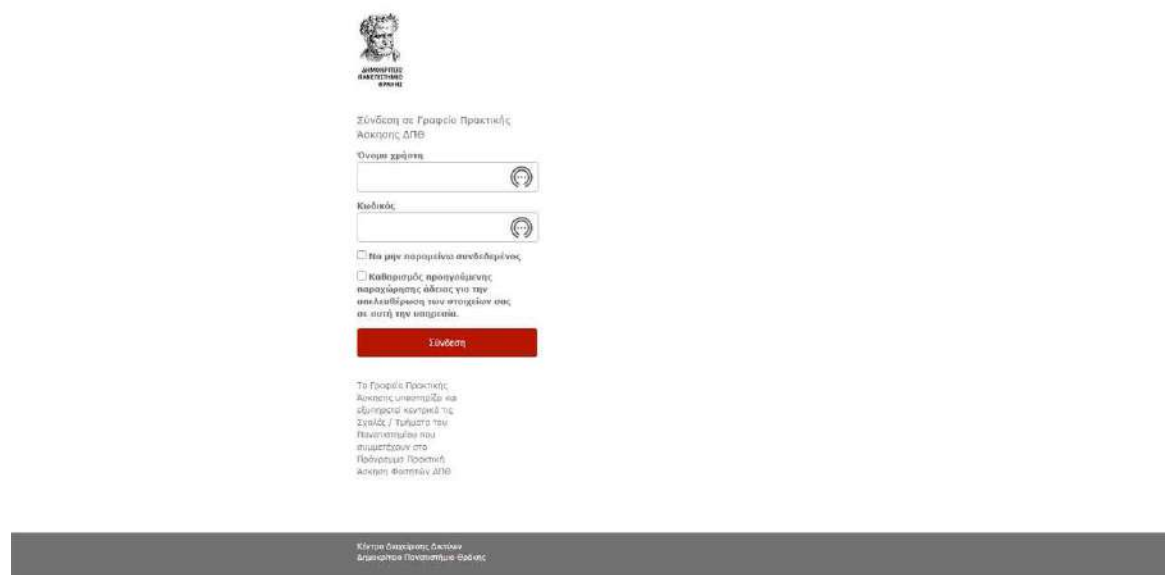 ΔΗΜΟΚΡΙΤΕΙΟ
ΠΑΝΕΠΙΣΤΗΜΙΟ
ΘΡΑΚΗΣ
Σύνδεση σε Γραφείο Πρακτικής
Άσκησης ΔΠΘ
Όνομα χρήστη
Κωδικός
Να μην παραμείνω συνδεδεμένος
Καθαρισμός προηγούμενης
παραχώρησης άδειας για την
απελευθέρωση των στοιχείων σας
σε αυτή την υπηρεσία.
Σύνδεση
Το Γραφείο Πρακτικής
Άσκησης υποστηρίζει και
εξυπηρετεί κεντρικά τις
Σχολές / Τμήματα του
Πανεπιστημίου που
συμμετέχουν στο
Πρόγραμμα Πρακτική
Άσκηση Φοιτητών ΔΠΘ
Κέντρο Διαχείρισης Δικτύων
Δημοκρίτειο Πανεπιστήμιο Θράκης